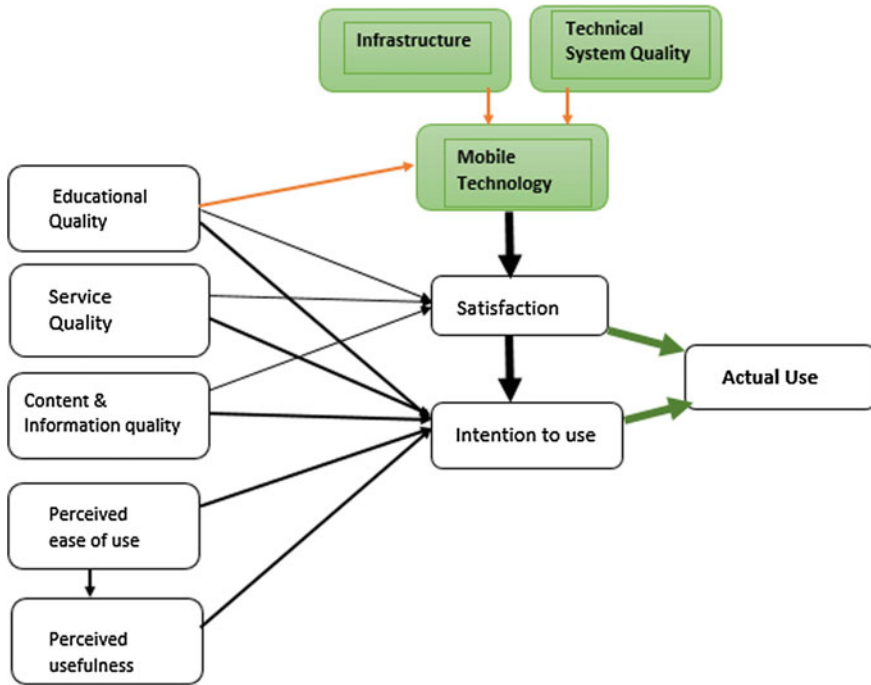 Infrastructure
Technical
System Quality
Mobile
Technology
Educational
Quality
Service
Quality
Satisfaction
Actual Use
Content &
Information quality
Intention to use
Perceived
ease of use
Perceived
usefulness